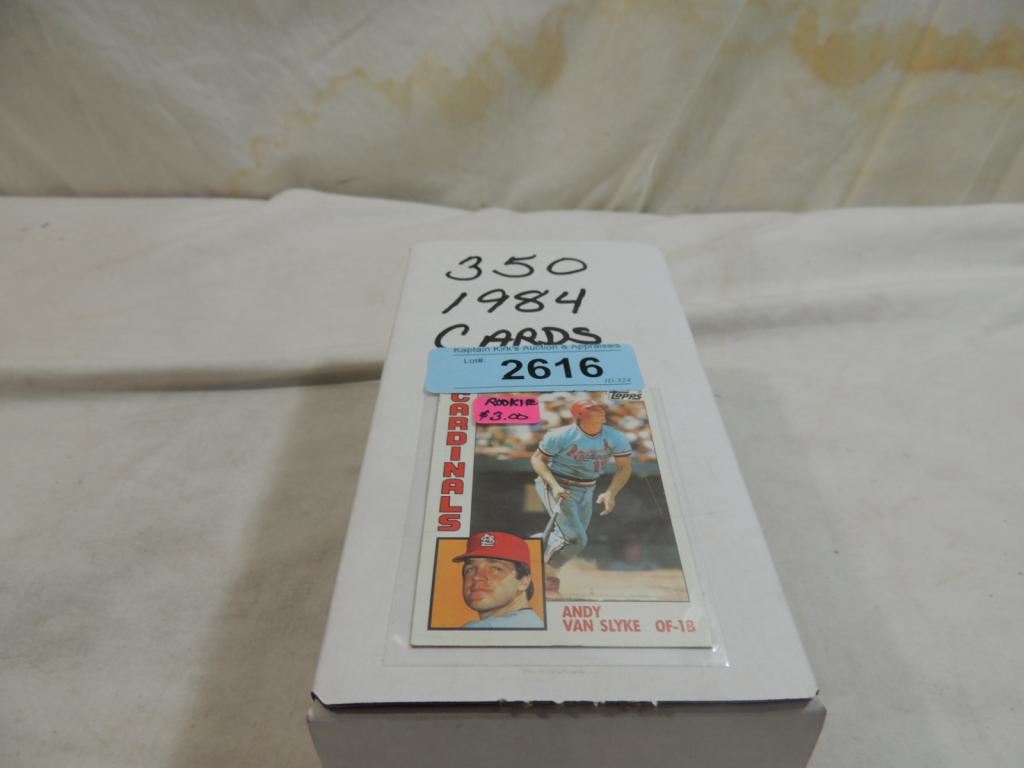 350
1984
CARDS
Kaptain Kirk's Auction & Appraisals
Lot#: 2616
ID:324
ROOKIE
$3.00
TOPPS
CARDINALS
ANDY
VAN SLYKE OF-1B